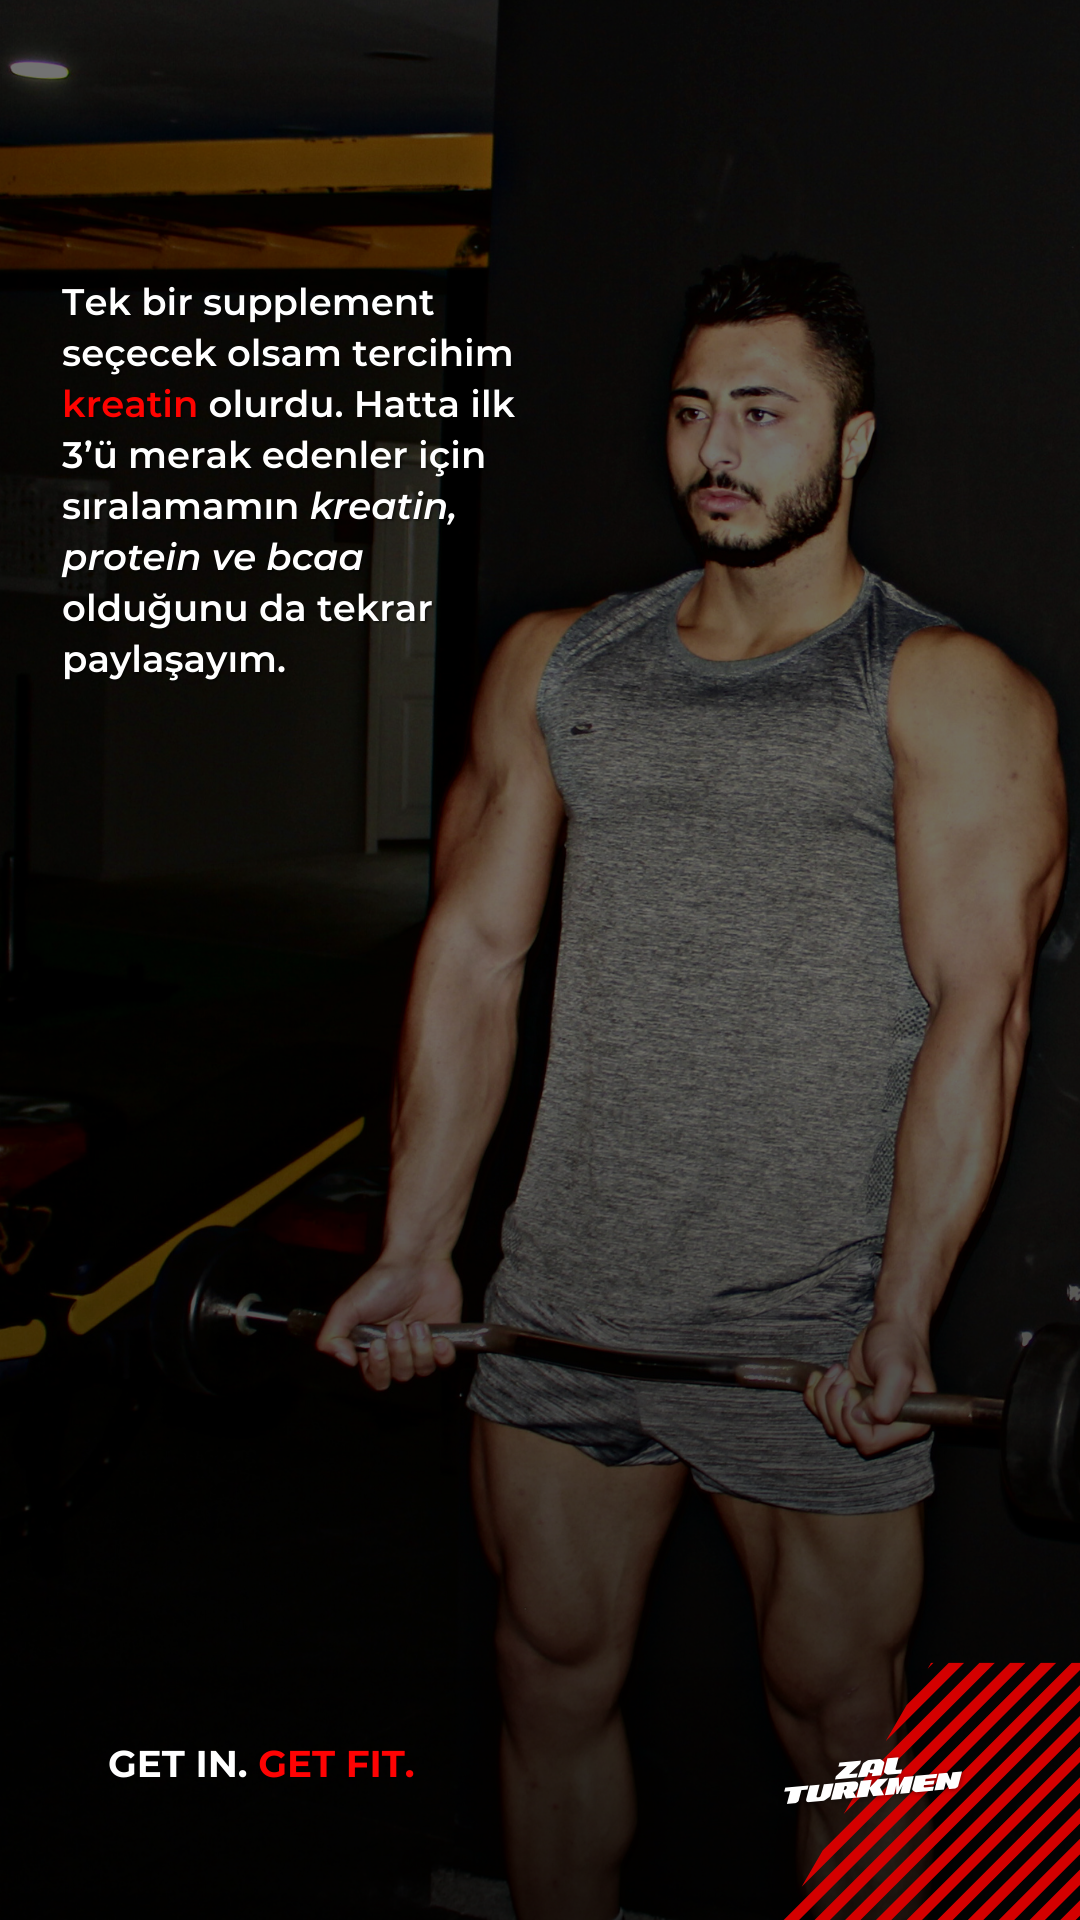 Tek bir supplement
seçecek olsam tercihim
kreatin olurdu. Hatta ilk
3’ü merak edenler için
sıralamamın kreatin,
protein ve bcaa
olduğunu da tekrar
paylaşayım.
GET IN. GET FIT.
ZAL
TURKMEN